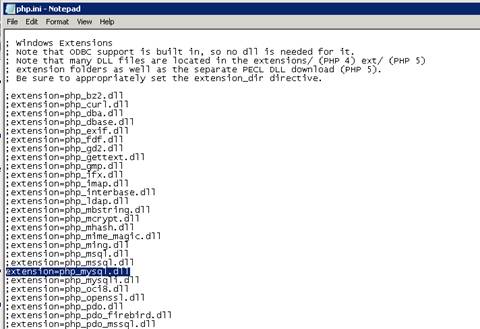 php.ini - Notepad
File Edit Format View Help
; Windows Extensions
; Note that ODBC support is built in, so no dll is needed for it.
; Note that many DLL files are located in the extensions/ (PHP 4) ext/ (PHP 5)
; extension folders as well as the separate PECL DLL download (PHP 5).
; Be sure to appropriately set the extension_dir directive.
;extension=php_bz2.dll
;extension=php_curl.dll
;extension=php_dba.dll
;extension=php_dbase.dll
;extension=php_exif.dll
;extension=php_fdf.dll
;extension=php_gd2.dll
;extension=php_gettext.dll
;extension=php_gmp.dll
;extension=php_ifx.dll
;extension=php_imap.dll
;extension=php_interbase.dll
;extension=php_ldap.dll
;extension=php_mbstring.dll
;extension=php_mcrypt.dll
;extension=php_mhash.dll
;extension=php_mime_magic.dll
;extension=php_ming.dll
;extension=php_msql.dll
;extension=php_mssql.dll
extension=php_mysql.dll
;extension=php_mysqli.dll
;extension=php_oci8.dll
;extension=php_openssl.dll
;extension=php_pdo.dll
;extension=php_pdo_firebird.dll
;extension=php_pdo_mssql.dll